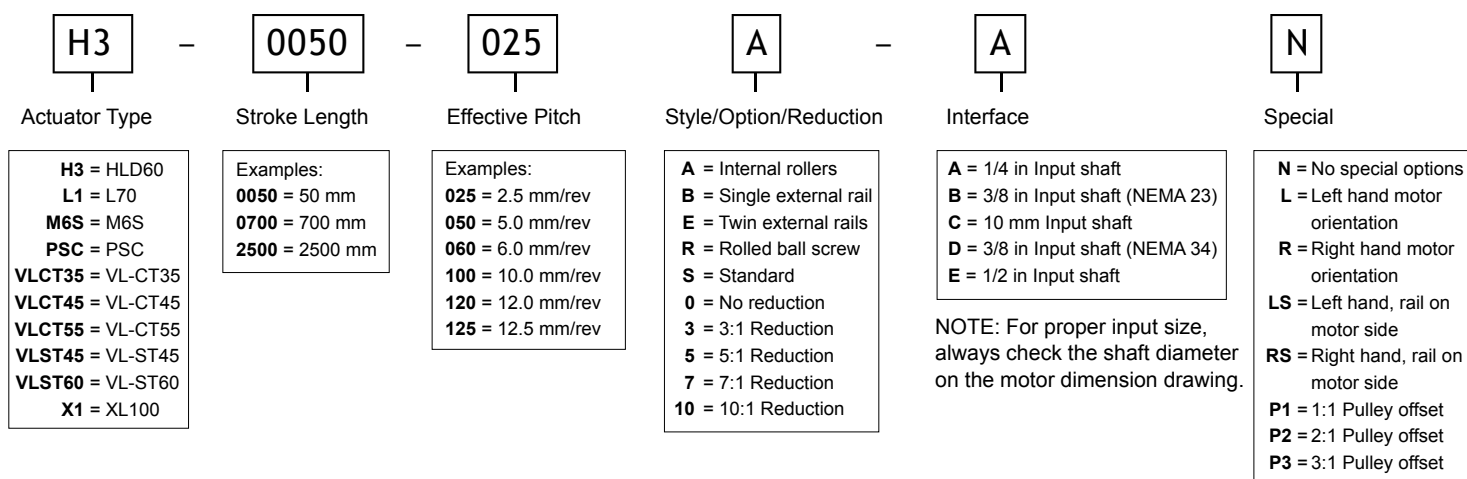 H3 – 0050 – 025 A – A N
Actuator Type
Stroke Length
Effective Pitch
Style/Option/Reduction
Interface
Special
H3 = HLD60
L1 = L70
M6S = M6S
PSC = PSC
VLCT35 = VL-CT35
VLCT45 = VL-CT45
VLCT55 = VL-CT55
VLST45 = VL-ST45
VLST60 = VL-ST60
X1 = XL100
Examples:
0050 = 50 mm
0700 = 700 mm
2500 = 2500 mm
Examples:
025 = 2.5 mm/rev
050 = 5.0 mm/rev
060 = 6.0 mm/rev
100 = 10.0 mm/rev
120 = 12.0 mm/rev
125 = 12.5 mm/rev
A = Internal rollers
B = Single external rail
E = Twin external rails
R = Rolled ball screw
S = Standard
0 = No reduction
3 = 3:1 Reduction
5 = 5:1 Reduction
7 = 7:1 Reduction
10 = 10:1 Reduction
A = 1/4 in Input shaft
B = 3/8 in Input shaft (NEMA 23)
C = 10 mm Input shaft
D = 3/8 in Input shaft (NEMA 34)
E = 1/2 in Input shaft
NOTE: For proper input size,
always check the shaft diameter
on the motor dimension drawing.
N = No special options
L = Left hand motor
orientation
R = Right hand motor
orientation
LS = Left hand, rail on
motor side
RS = Right hand, rail on
motor side
P1 = 1:1 Pulley offset
P2 = 2:1 Pulley offset
P3 = 3:1 Pulley offset